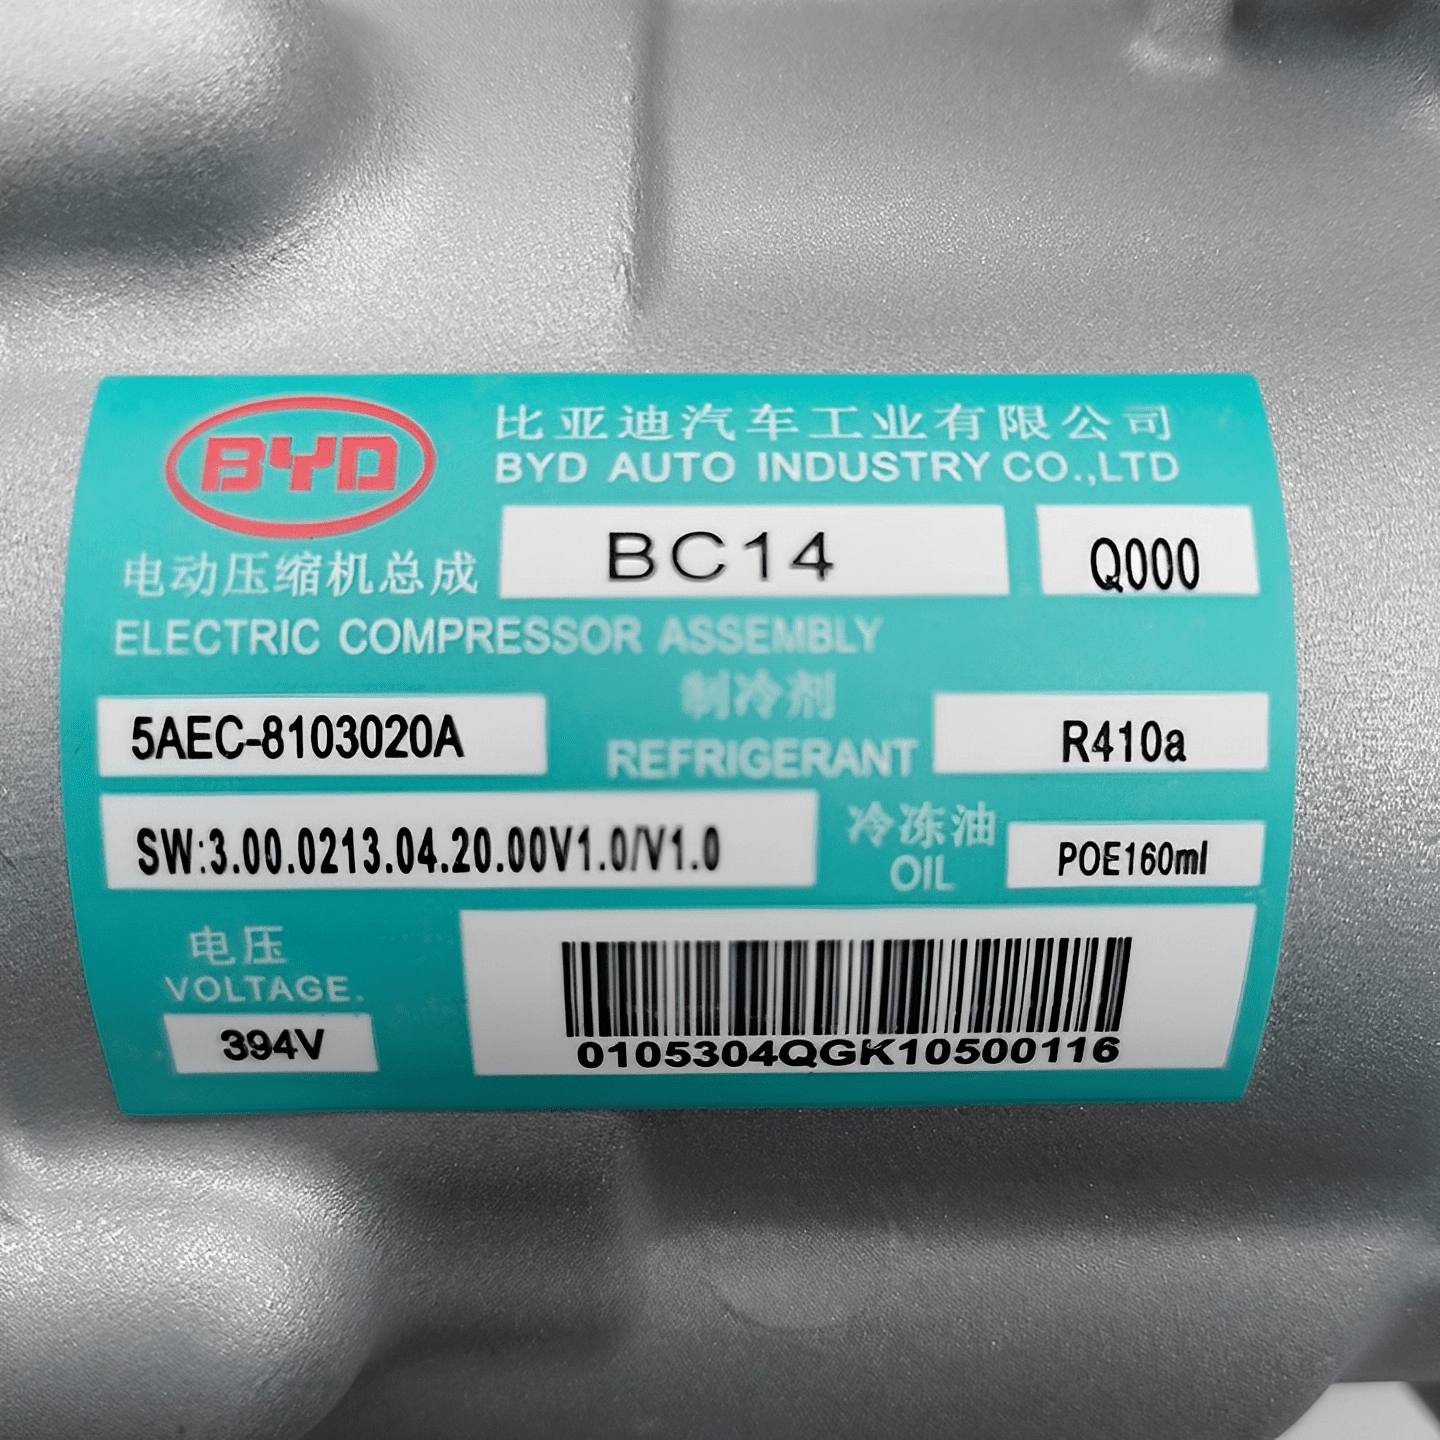 BYD
比亚迪汽车工业有限公司
BYD AUTO INDUSTRY CO.,LTD
电动压缩机总成
BC14
Q000
ELECTRIC COMPRESSOR ASSEMBLY
5AEC-8103020A
制冷剂
REFRIGERANT
R410a
SW:3.00.0213.04.20.00V1.0/V1.0
冷冻油
OIL
POE160ml
电压
VOLTAGE.
394V
0105304QGK10500116